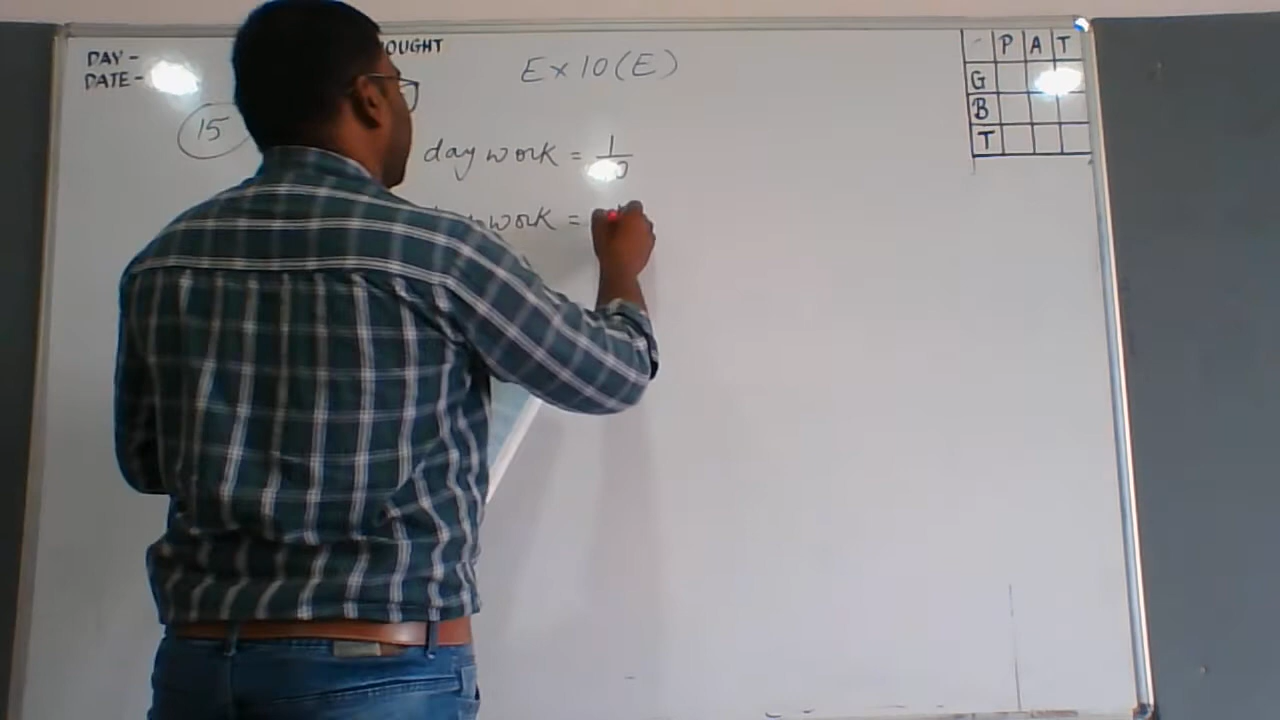 DAY -
DATE -
OUGHT
Ex 10(E)
P A T
G
B
T
15
day work = 1
work =